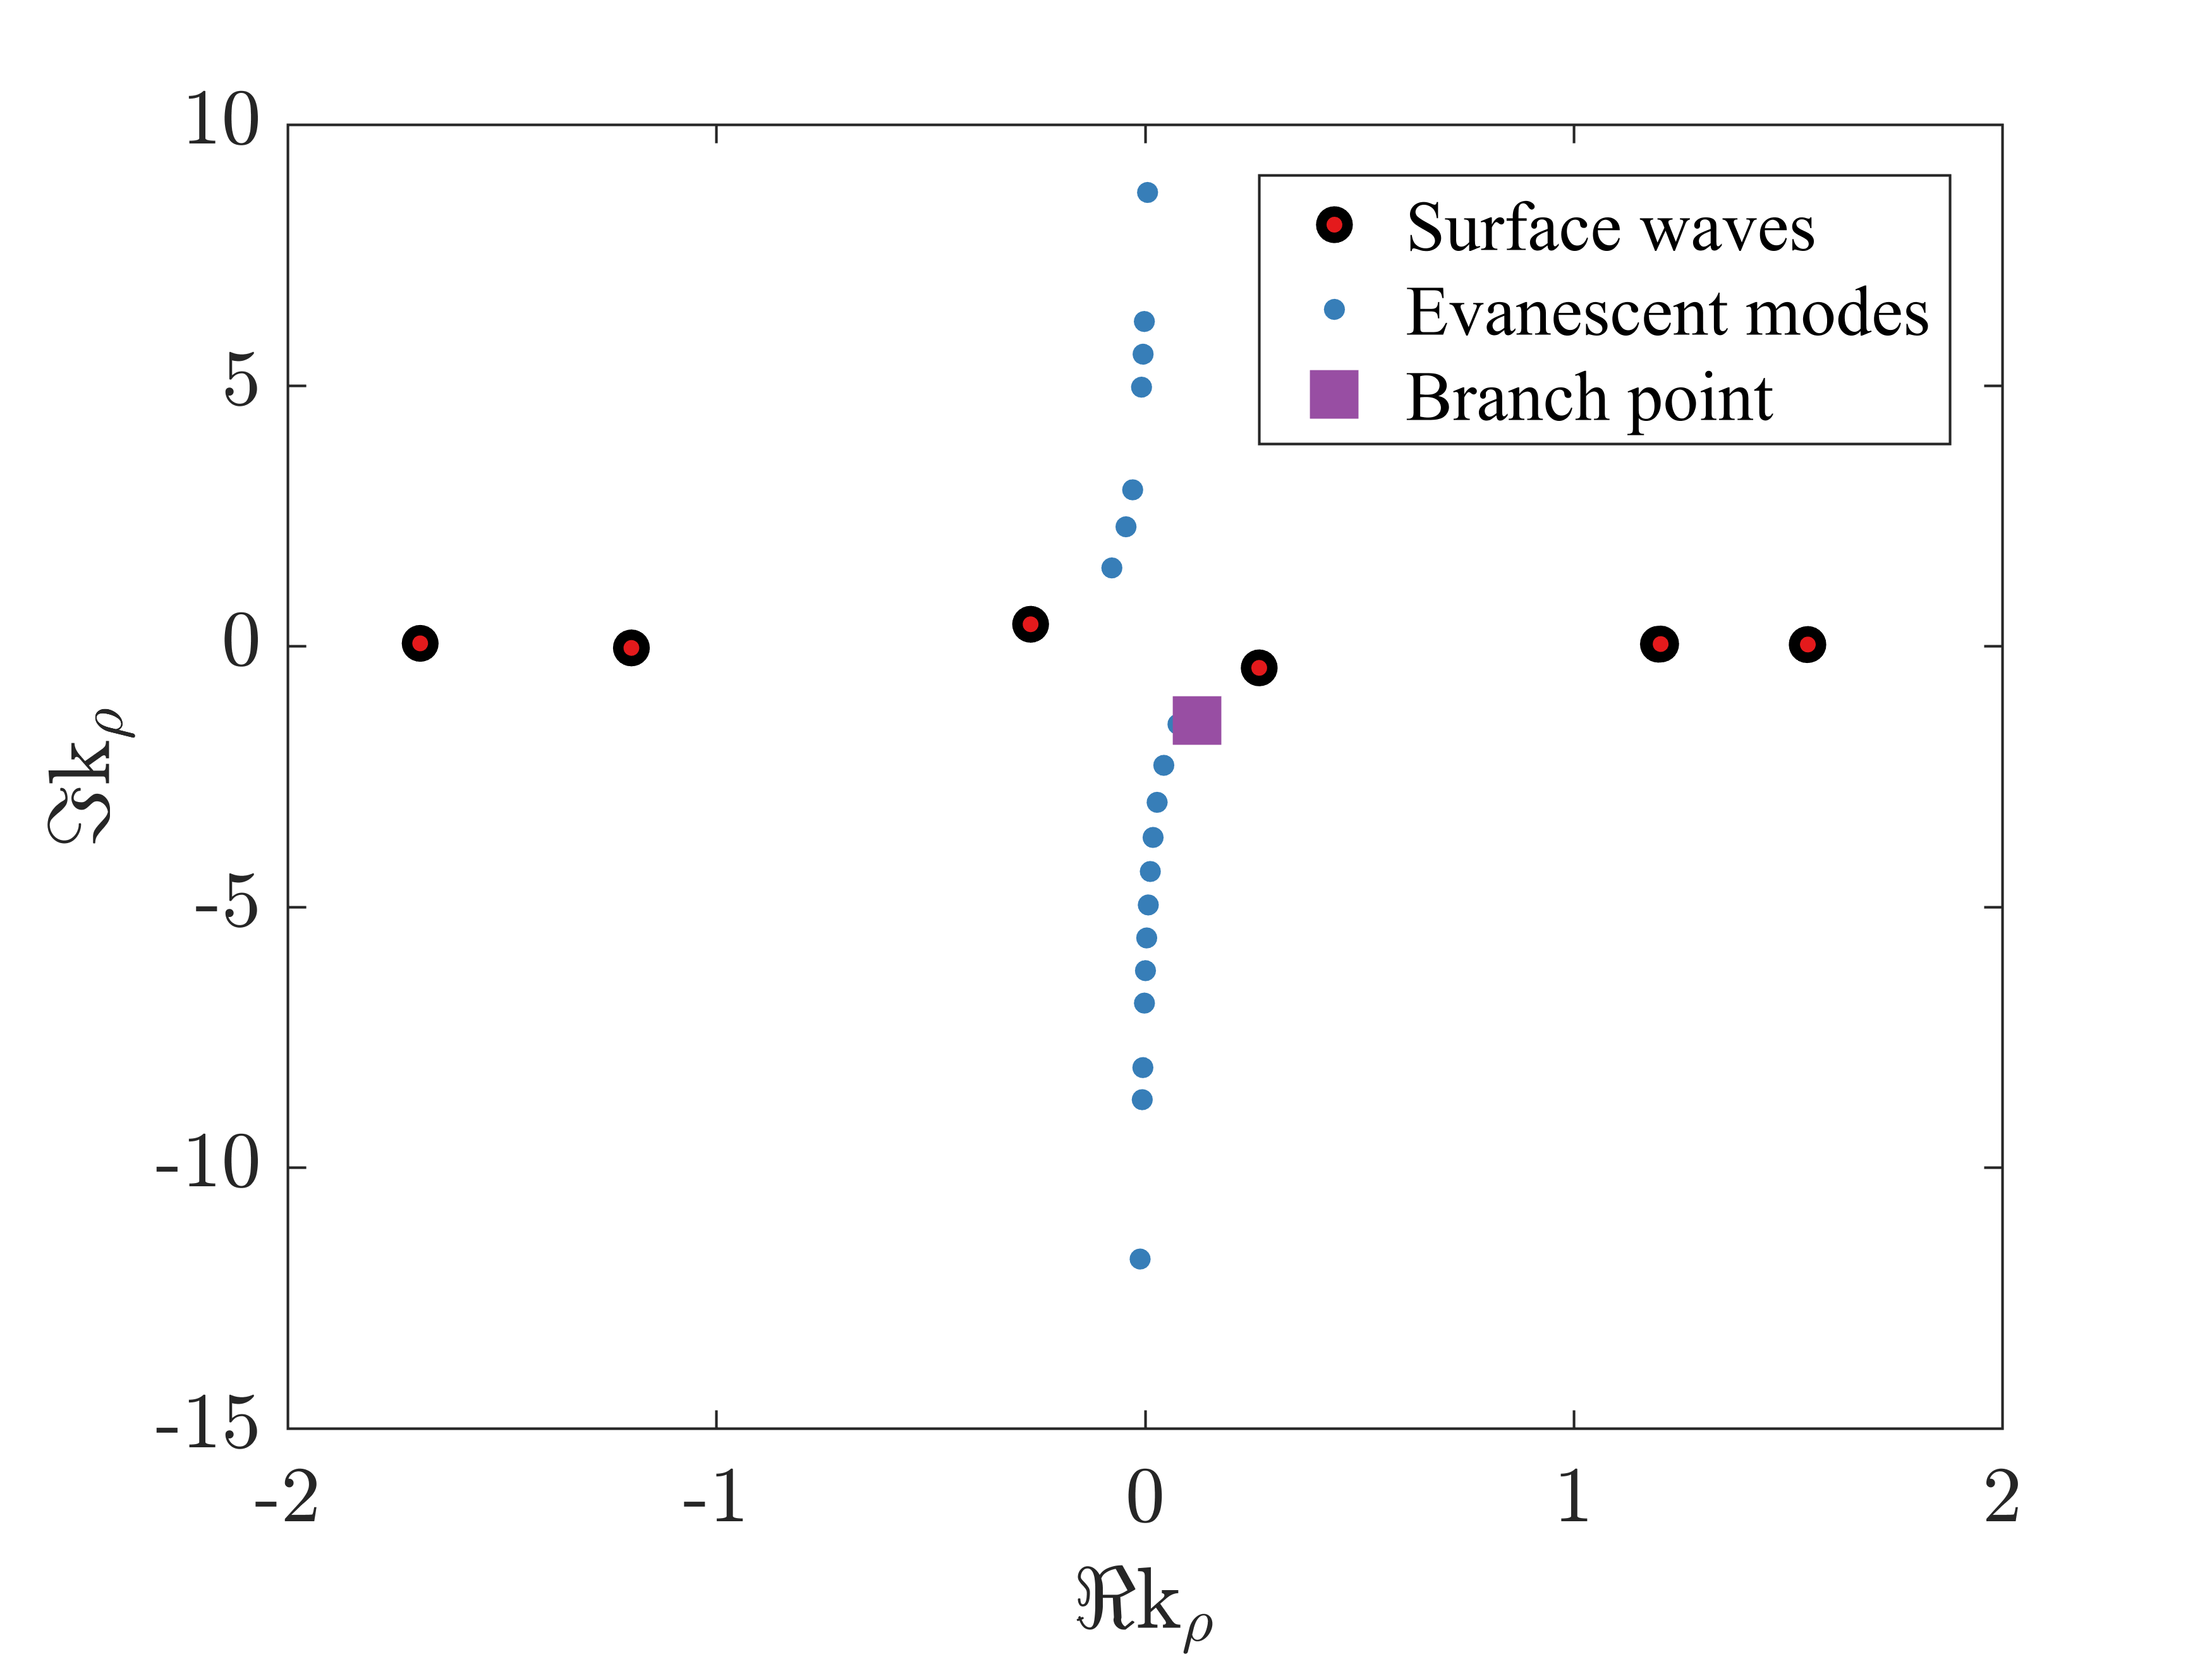 10
5
0
-5
-10
-15
ℑk_ρ
Surface waves
Evanescent modes
Branch point
-2 -1 0 1 2
ℜk_ρ